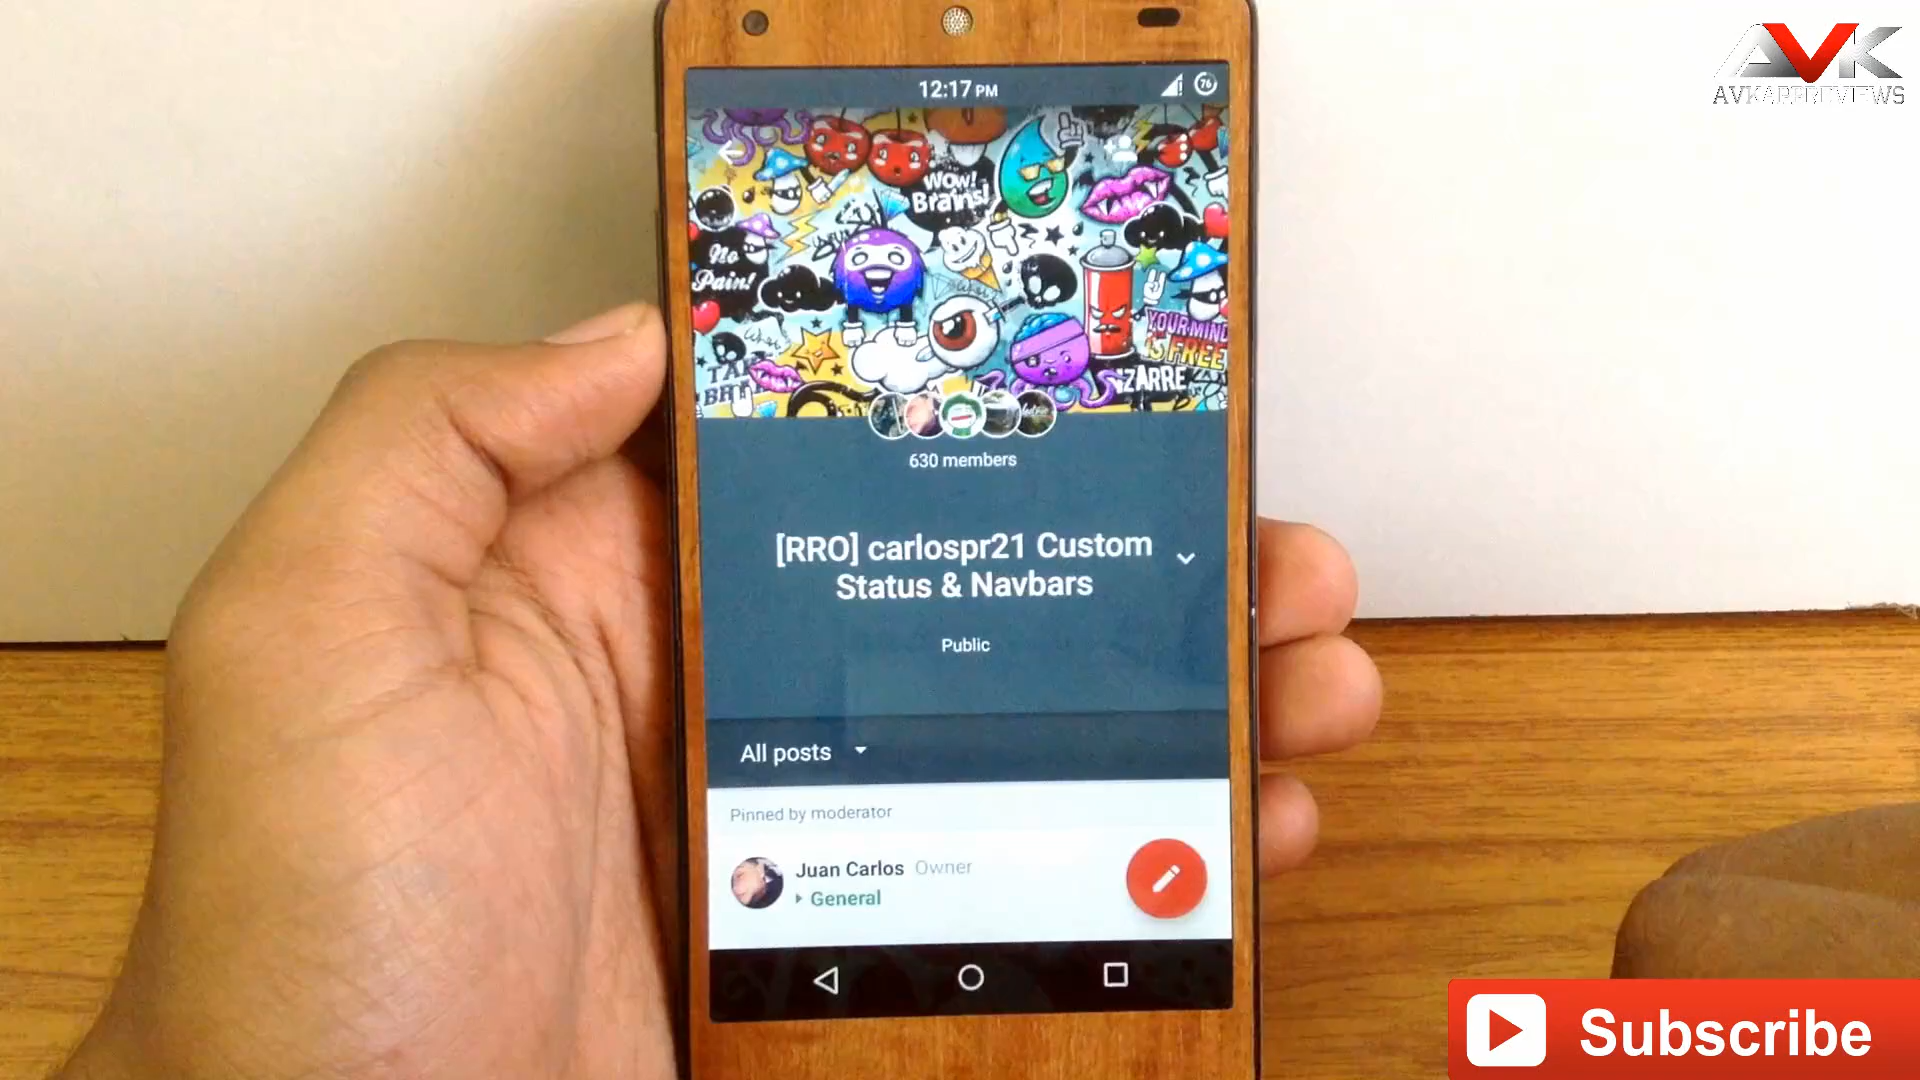 AVK
AVKAPPREVIEWS
12:17 PM
76
Wow!
Brains!
No
Pain!
YOUR MIND
IS FREE
630 members
[RRO] carlospr21 Custom
Status & Navbars
Public
All posts
Pinned by moderator
Juan Carlos Owner
General
Subscribe